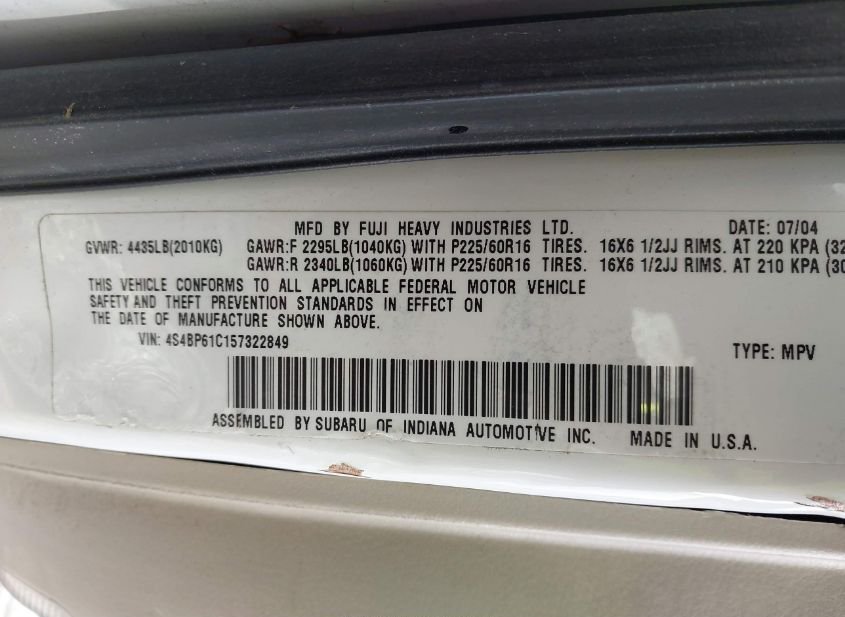 MFD BY FUJI HEAVY INDUSTRIES LTD. DATE: 07/04
GVWR: 4435LB(2010KG) GAWR:F 2295LB(1040KG) WITH P225/60R16 TIRES. 16X6 1/2JJ RIMS. AT 220 KPA (32
GAWR:R 2340LB(1060KG) WITH P225/60R16 TIRES. 16X6 1/2JJ RIMS. AT 210 KPA (30
THIS VEHICLE CONFORMS TO ALL APPLICABLE FEDERAL MOTOR VEHICLE
SAFETY AND THEFT PREVENTION STANDARDS IN EFFECT ON
THE DATE OF MANUFACTURE SHOWN ABOVE.
VIN: 4S4BP61C157322849 TYPE: MPV
ASSEMBLED BY SUBARU OF INDIANA AUTOMOTIVE INC. MADE IN U.S.A.